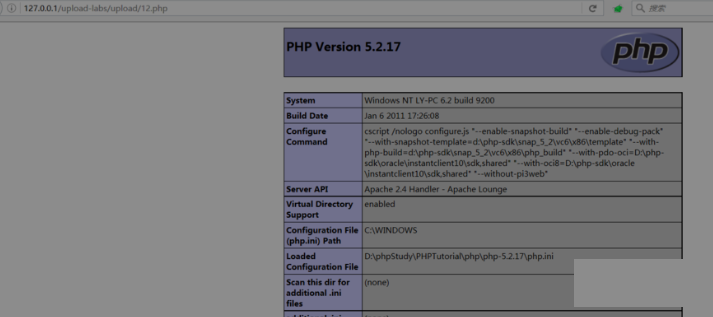 127.0.0.1/upload-labs/upload/12.php
搜索
PHP Version 5.2.17
php
System
Windows NT LY-PC 6.2 build 9200
Build Date
Jan 6 2011 17:26:08
Configure
Command
cscript /nologo configure.js "--enable-snapshot-build" "--enable-debug-pack"
"--with-snapshot-template=d:\php-sdk\snap_5_2\vc6\x86\template" "--with-
php-build=d:\php-sdk\snap_5_2\vc6\x86\php_build" "--with-pdo-oci=D:\php-
sdk\oracle\instantclient10\sdk,shared" "--with-oci8=D:\php-sdk\oracle
\instantclient10\sdk,shared" "--without-pi3web"
Server API
Apache 2.4 Handler - Apache Lounge
Virtual Directory
Support
enabled
Configuration File
(php.ini) Path
C:\WINDOWS
Loaded
Configuration File
D:\phpStudy\PHPTutorial\php\php-5.2.17\php.ini
Scan this dir for
additional .ini
files
(none)